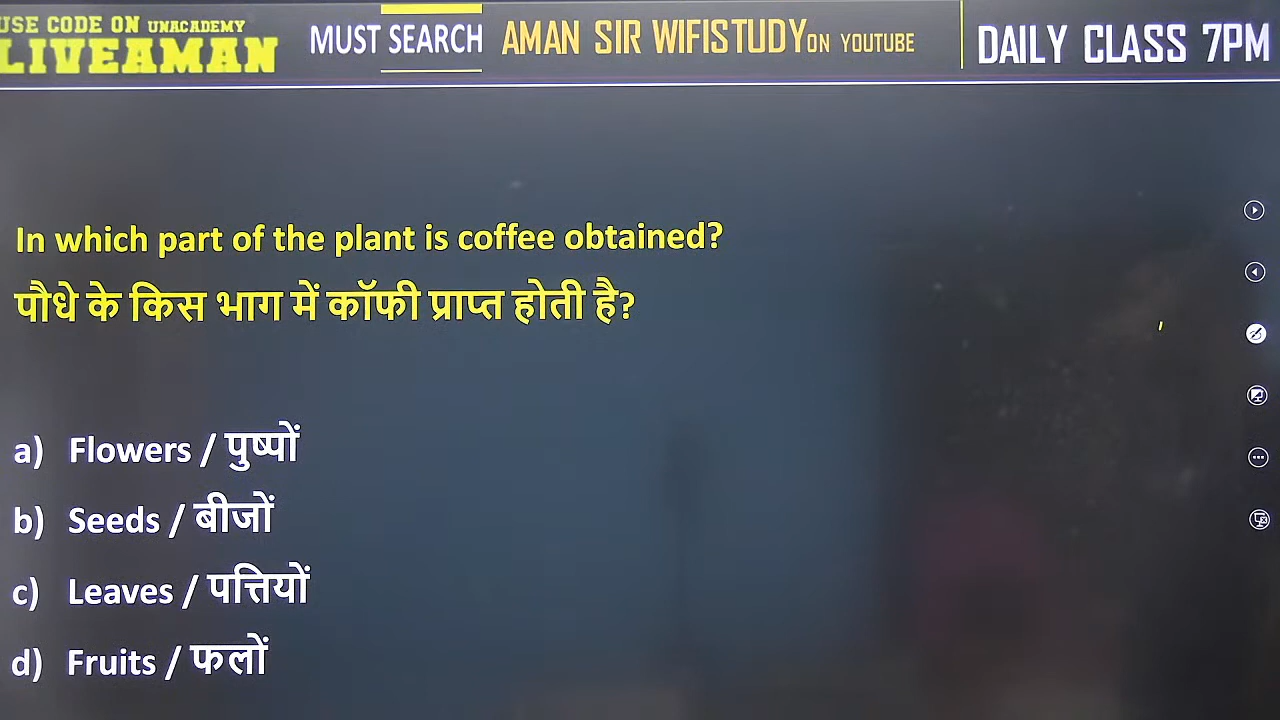 USE CODE ON UNACADEMY
LIVEAMAN
MUST SEARCH AMAN SIR WIFISTUDY ON YOUTUBE
DAILY CLASS 7PM
In which part of the plant is coffee obtained?
पौधे के किस भाग में कॉफी प्राप्त होती है?
a) Flowers / पुष्पों
b) Seeds / बीजों
c) Leaves / पत्तियों
d) Fruits / फलों